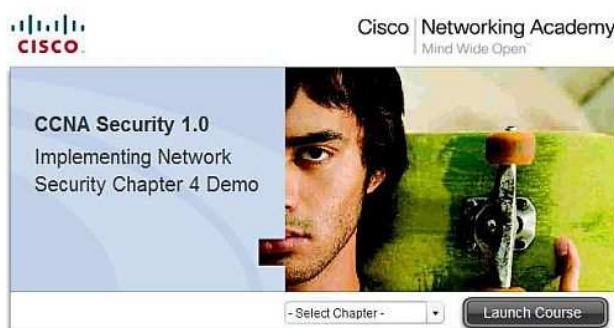 CISCO
Cisco Networking Academy
Mind Wide Open
CCNA Security 1.0
Implementing Network
Security Chapter 4 Demo
- Select Chapter -
Launch Course